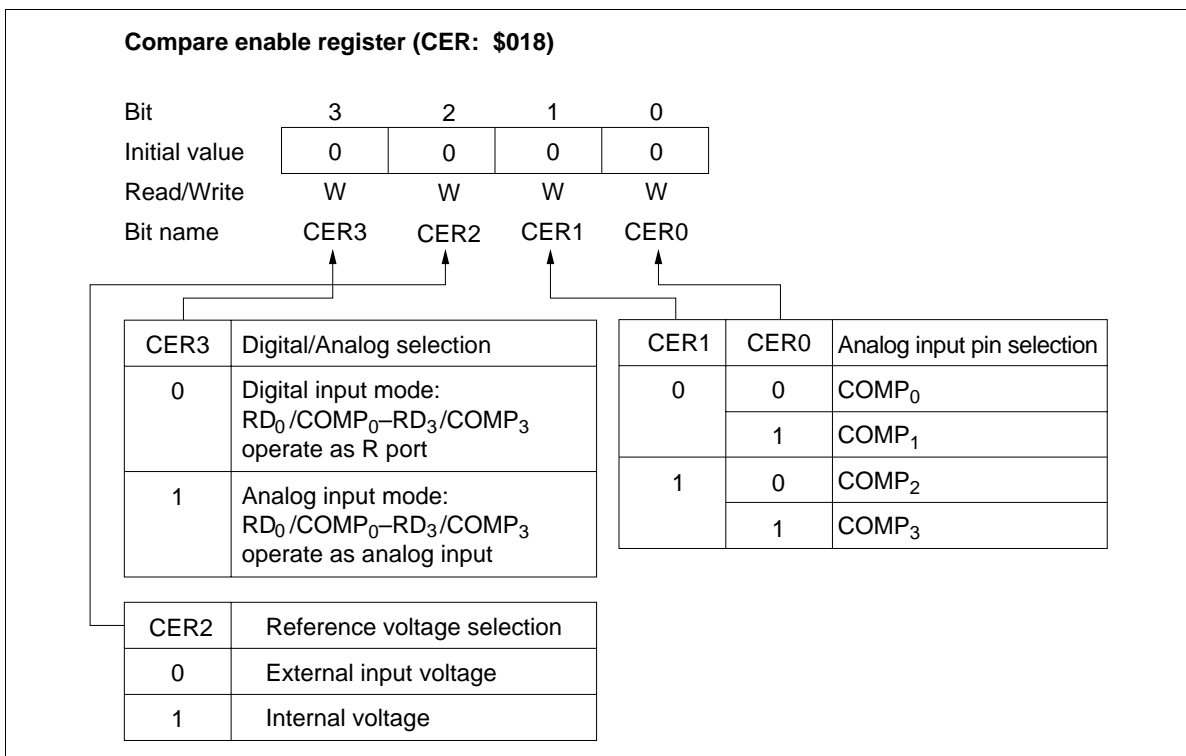 Compare enable register (CER: $018)
Bit 3 2 1 0
Initial value 0 0 0 0
Read/Write W W W W
Bit name CER3 CER2 CER1 CER0
CER3 Digital/Analog selection
0 Digital input mode:
RD0/COMP0–RD3/COMP3
operate as R port
1 Analog input mode:
RD0/COMP0–RD3/COMP3
operate as analog input
CER1 CER0 Analog input pin selection
0 0 COMP0
1 COMP1
1 0 COMP2
1 COMP3
CER2 Reference voltage selection
0 External input voltage
1 Internal voltage